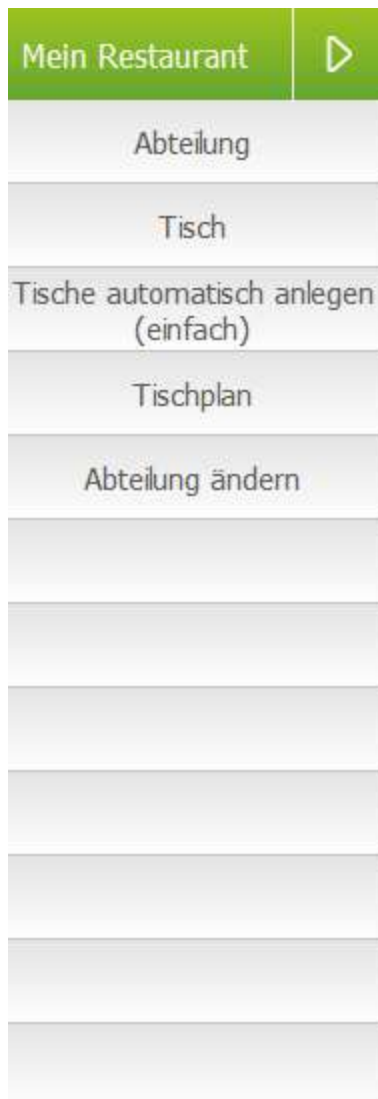 Mein Restaurant
Abteilung
Tisch
Tische automatisch anlegen
(einfach)
Tischplan
Abteilung ändern